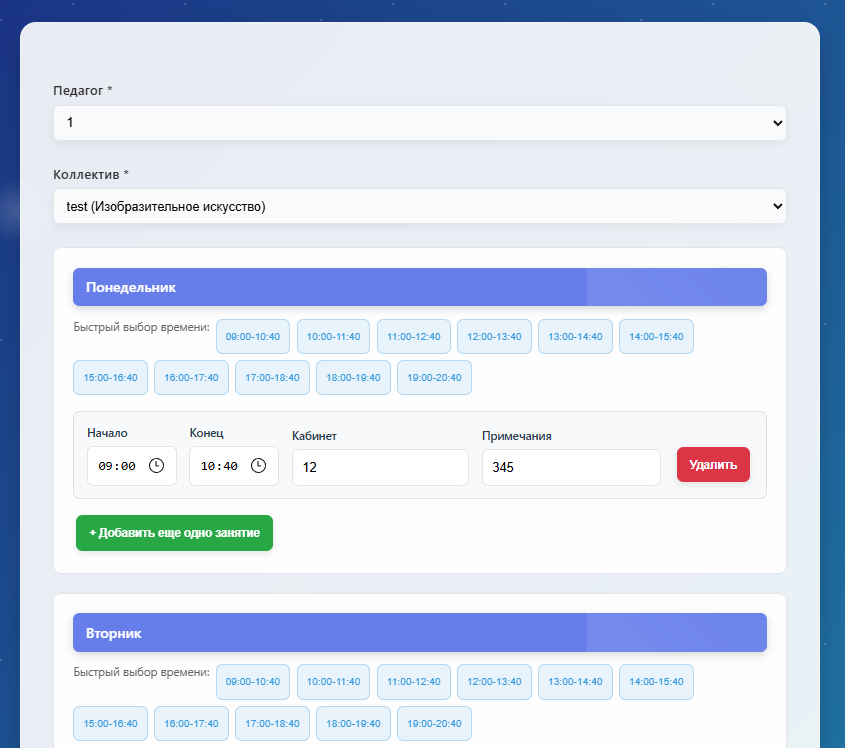 Педагог *
1
Коллектив *
test (Изобразительное искусство)
Понедельник
Быстрый выбор времени: 09:00-10:40 10:00-11:40 11:00-12:40 12:00-13:40 13:00-14:40 14:00-15:40
15:00-16:40 16:00-17:40 17:00-18:40 18:00-19:40 19:00-20:40
Начало Конец Кабинет Примечания
09:00 10:40 12 345 Удалить
+ Добавить еще одно занятие
Вторник
Быстрый выбор времени: 09:00-10:40 10:00-11:40 11:00-12:40 12:00-13:40 13:00-14:40 14:00-15:40
15:00-16:40 16:00-17:40 17:00-18:40 18:00-19:40 19:00-20:40